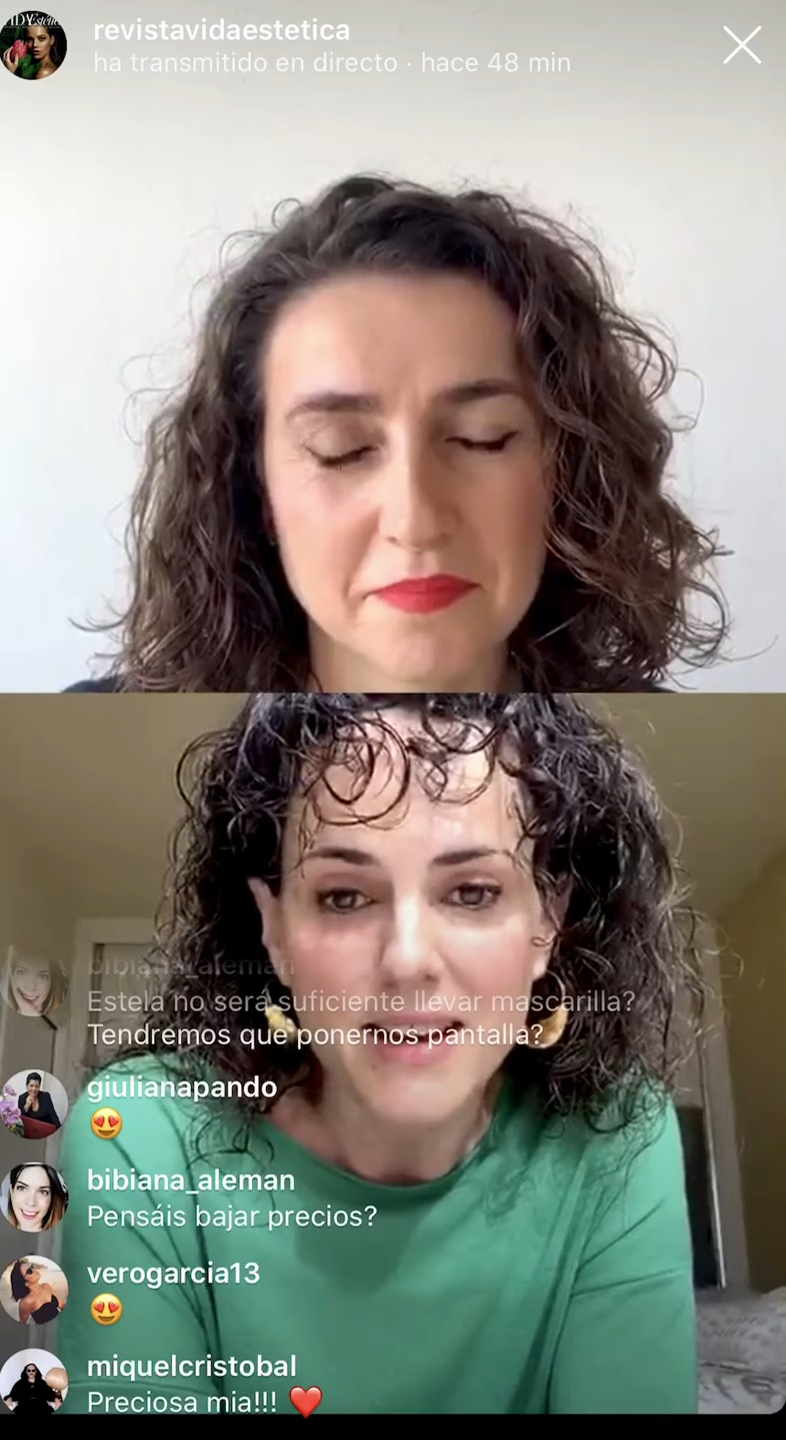 revistavidaestetica
ha transmitido en directo · hace 48 min
bibiana_aleman
Estela no será suficiente llevar mascarilla?
Tendremos que ponernos pantalla?
giulianapando
😍
bibiana_aleman
Pensáis bajar precios?
verogarcia13
😍
miquelcristobal
Preciosa mia!!! ❤️